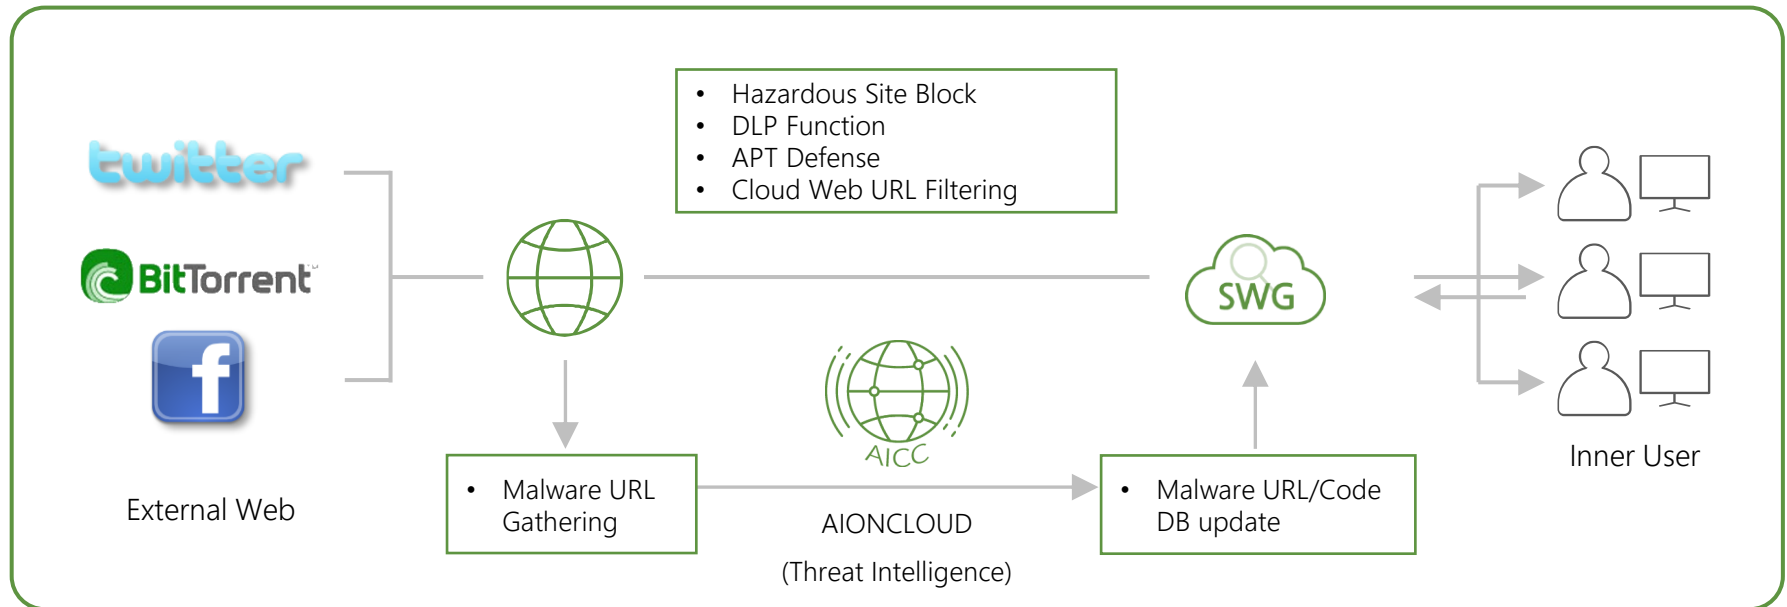 • Hazardous Site Block
• DLP Function
• APT Defense
• Cloud Web URL Filtering
twitter
BitTorrent
f
External Web
SWG
AICC
• Malware URL
Gathering
AIONCLOUD
(Threat Intelligence)
• Malware URL/Code
DB update
Inner User